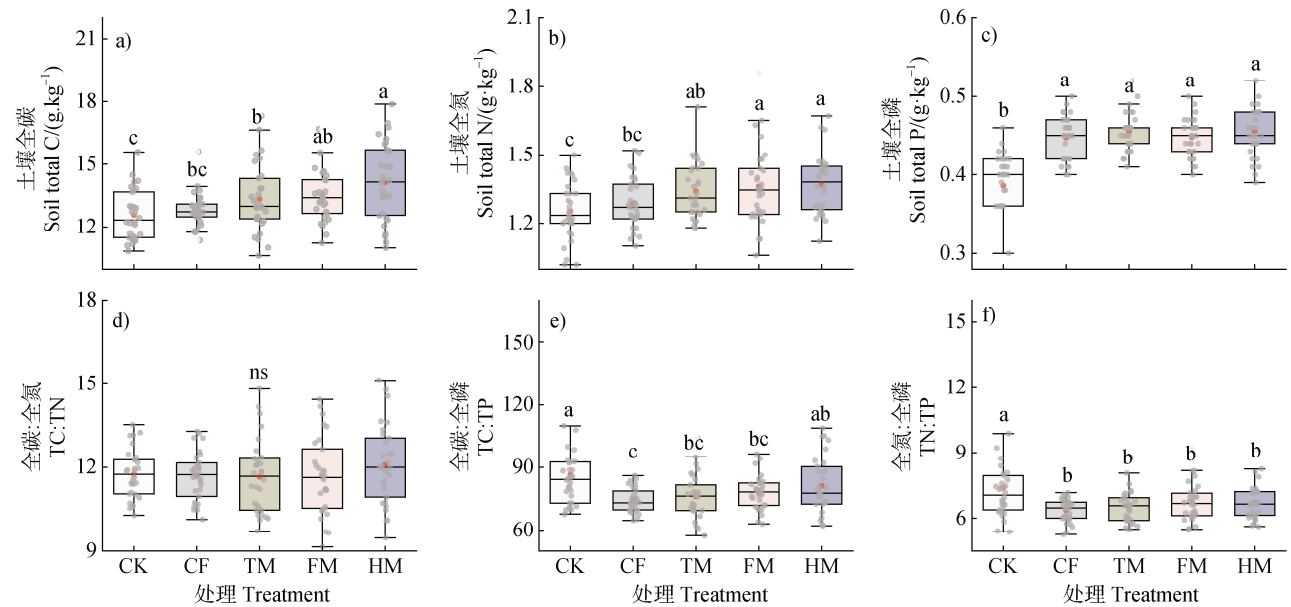 a)
土壤全碳
Soil total C/(g.kg⁻¹)
21
18
15
12
c
bc
b
ab
a
b)
土壤全氮
Soil total N/(g·kg⁻¹)
2.1
1.8
1.5
1.2
c
bc
ab
a
a
c)
土壤全磷
Soil total P/(g·kg⁻¹)
0.6
0.5
0.4
0.3
b
a
a
a
a
d)
全碳:全氮
TC:TN
18
15
12
9
ns
CK CF TM FM HM
处理 Treatment
e)
全碳:全磷
TC:TP
150
120
90
60
a
c
bc
bc
ab
CK CF TM FM HM
处理 Treatment
f)
全氮:全磷
TN:TP
15
12
9
6
a
b
b
b
b
CK CF TM FM HM
处理 Treatment